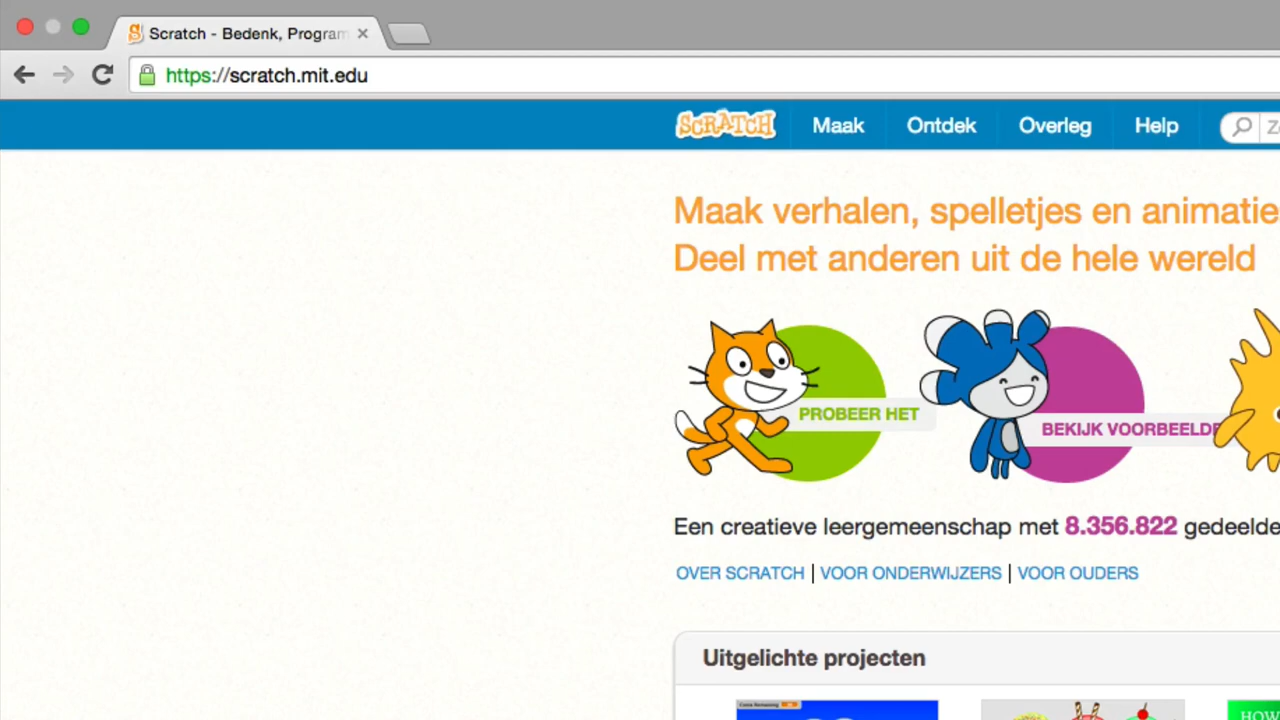 Scratch - Bedenk, Program
https://scratch.mit.edu
SCRATCH Maak Ontdek Overleg Help
Maak verhalen, spelletjes en animatie
Deel met anderen uit de hele wereld
PROBEER HET
BEKIJK VOORBEELDE
Een creatieve leergemeenschap met 8.356.822 gedeelde
OVER SCRATCH | VOOR ONDERWIJZERS | VOOR OUDERS
Uitgelichte projecten
HOW